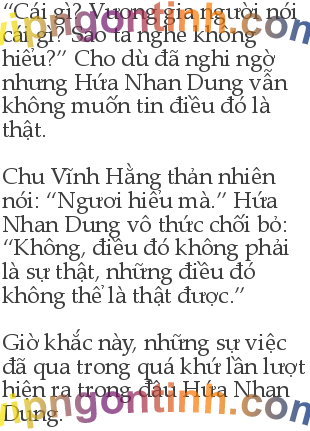 “Cái gì? Vương gia người nói
cái gì? Sao ta nghe không
hiểu?” Cho dù đã nghi ngờ
nhưng Hứa Nhan Dung vẫn
không muốn tin điều đó là
thật.
Chu Vĩnh Hằng thản nhiên
nói: “Ngươi hiểu mà.” Hứa
Nhan Dung vô thức chối bỏ:
“Không, điều đó không phải
là sự thật, những điều đó
không thể là thật được.”
Giờ khắc này, những sự việc
đã qua trong quá khứ lần lượt
hiện ra trong đầu Hứa Nhan
Dung.
vipngontinh.com
vipngontinh.com